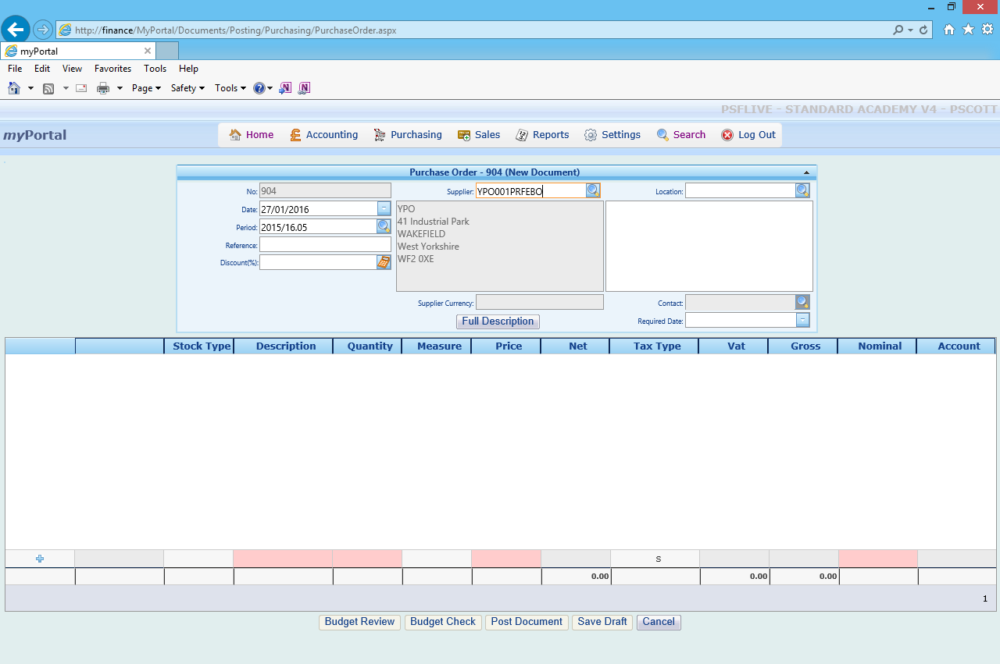 http://finance/MyPortal/Documents/Posting/Purchasing/PurchaseOrder.aspx
myPortal
File Edit View Favorites Tools Help
Page Safety Tools
PSFLIVE - STANDARD ACADEMY V4 - PSCOTT
myPortal Home Accounting Purchasing Sales Reports Settings Search Log Out
Purchase Order - 904 (New Document)
No: 904 Supplier: YPO001PRFEBO Location:
Date: 27/01/2016 YPO
41 Industrial Park
Period: 2015/16.05 WAKEFIELD
Reference: West Yorkshire
Discount(%): WF2 0XE
Supplier Currency: Contact:
Full Description Required Date:
Stock Type Description Quantity Measure Price Net Tax Type Vat Gross Nominal Account
S
0.00 0.00 0.00
1
Budget Review Budget Check Post Document Save Draft Cancel